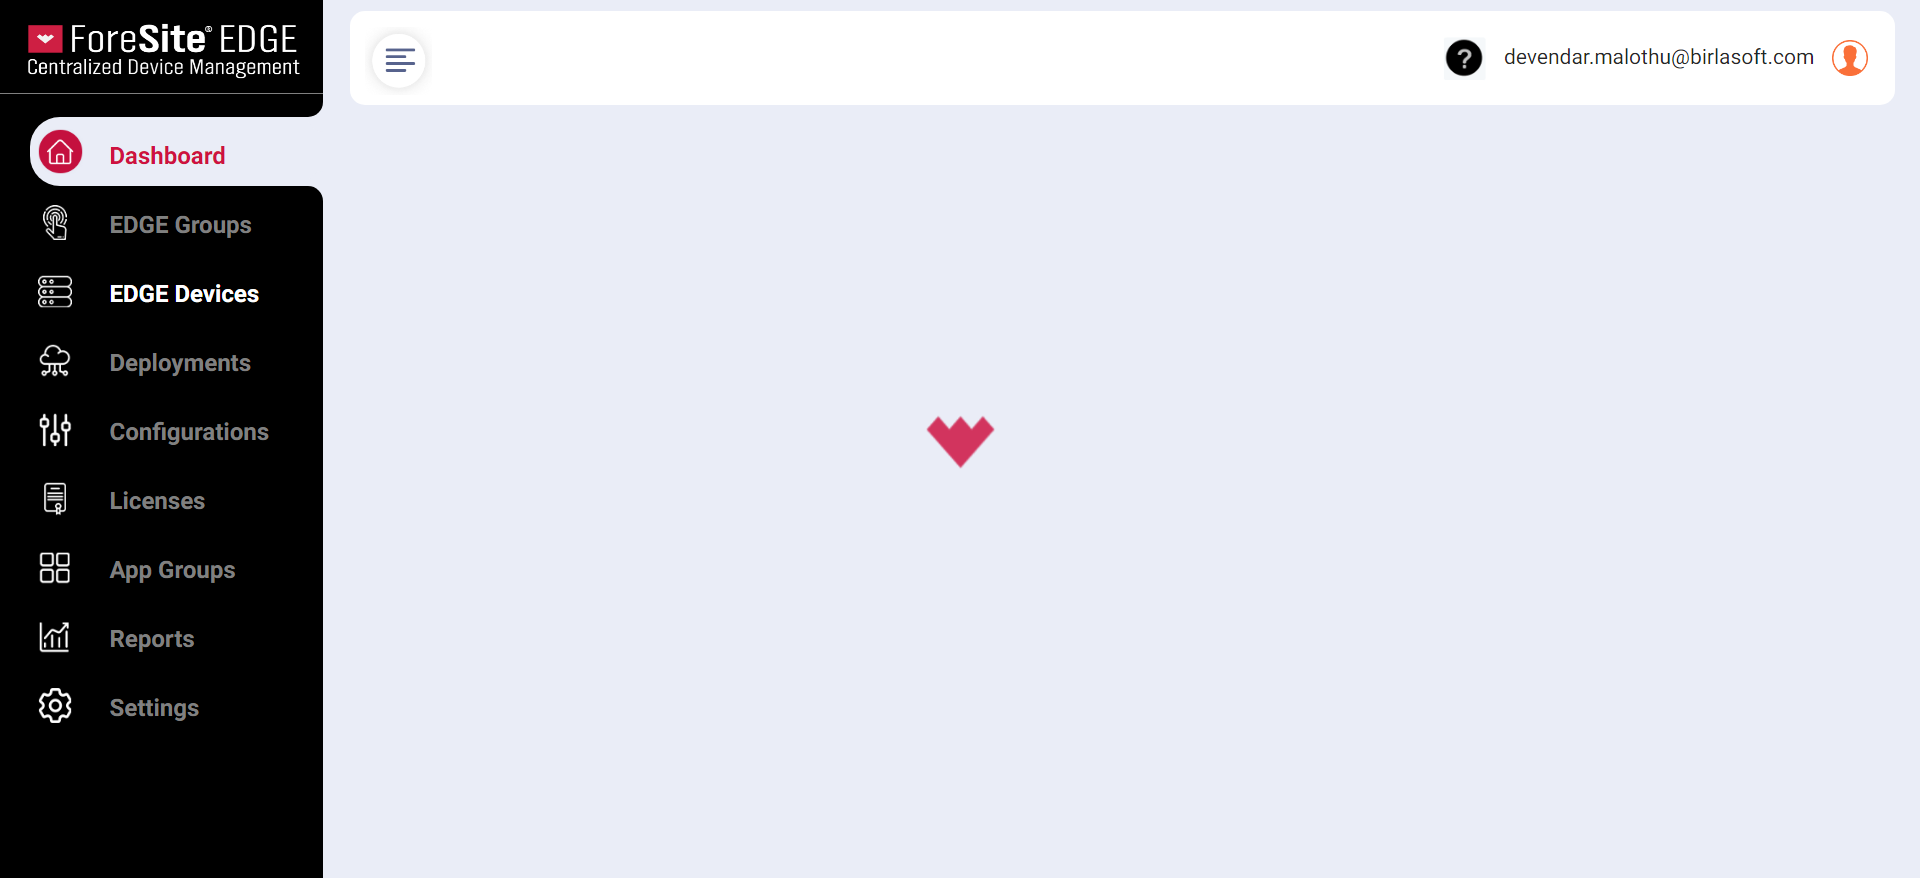 ForeSite® EDGE
Centralized Device Management
?
devendar.malothu@birlasoft.com
Dashboard
EDGE Groups
EDGE Devices
Deployments
Configurations
Licenses
App Groups
Reports
Settings